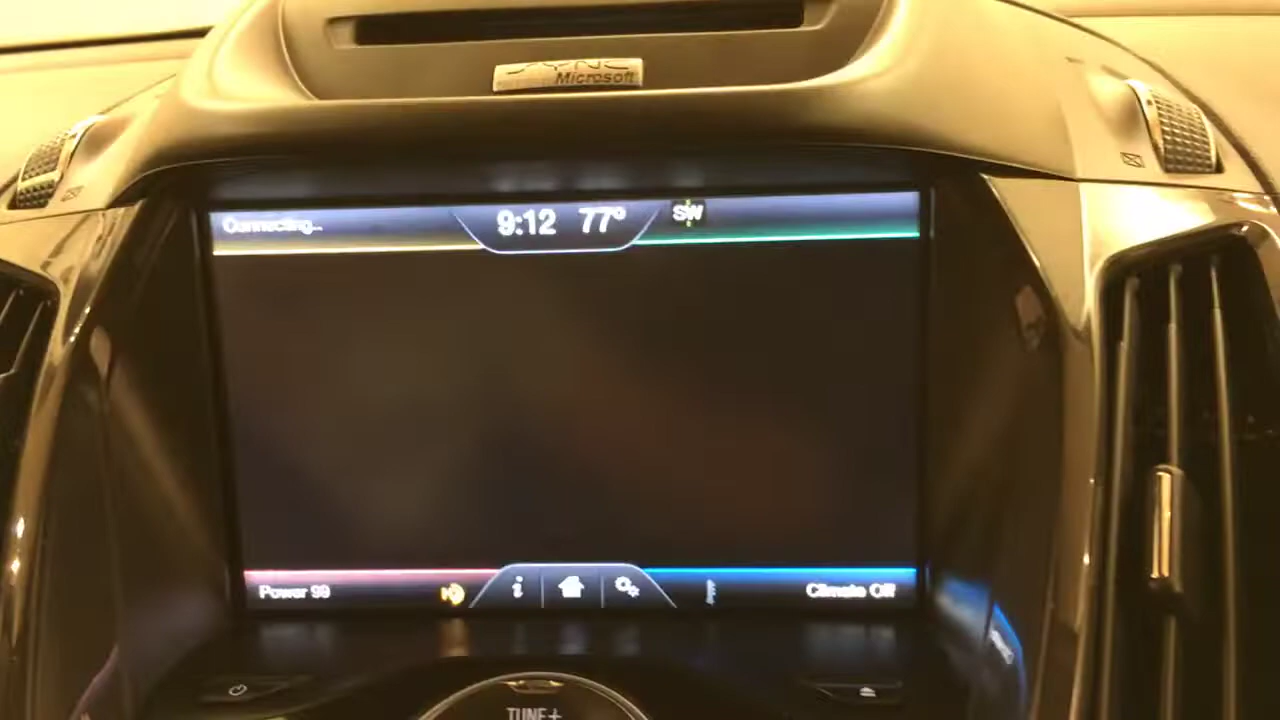 SYNC
Microsoft
Connecting..
9:12 77°
SW
Power 99
Climate Off
TUNE+